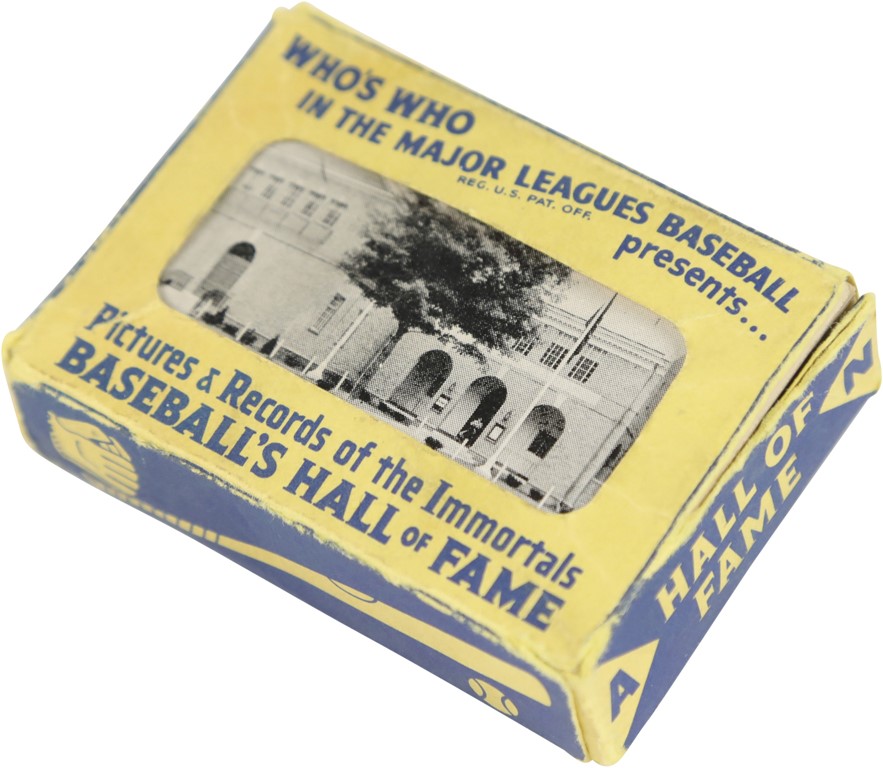 WHO'S WHO
IN THE MAJOR LEAGUES BASEBALL
REG. U.S. PAT. OFF.
presents...
Pictures & Records of the Immortals
BASEBALL'S HALL OF FAME
HALL OF
FAME
A
N